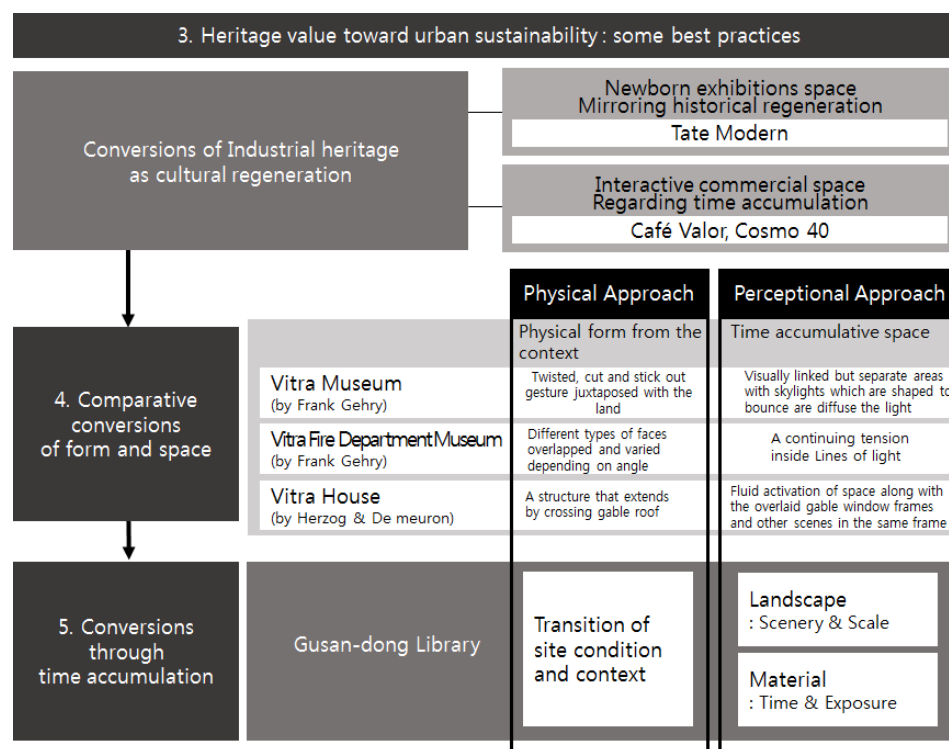 3. Heritage value toward urban sustainability : some best practices
Conversions of Industrial heritage
as cultural regeneration
Newborn exhibitions space
Mirroring historical regeneration
Tate Modern
Interactive commercial space
Regarding time accumulation
Café Valor, Cosmo 40
Physical Approach
Perceptional Approach
4. Comparative
conversions
of form and space
Physical form from the
context
Time accumulative space
Vitra Museum
(by Frank Gehry)
Twisted, cut and stick out
gesture juxtaposed with the
land
Visually linked but separate areas
with skylights which are shaped to
bounce are diffuse the light
Vitra Fire Department Museum
(by Frank Gehry)
Different types of faces
overlapped and varied
depending on angle
A continuing tension
inside Lines of light
Vitra House
(by Herzog & De meuron)
A structure that extends
by crossing gable roof
Fluid activation of space along with
the overlaid gable window frames
and other scenes in the same frame
5. Conversions
through
time accumulation
Gusan-dong Library
Transition of
site condition
and context
Landscape
: Scenery & Scale
Material
: Time & Exposure